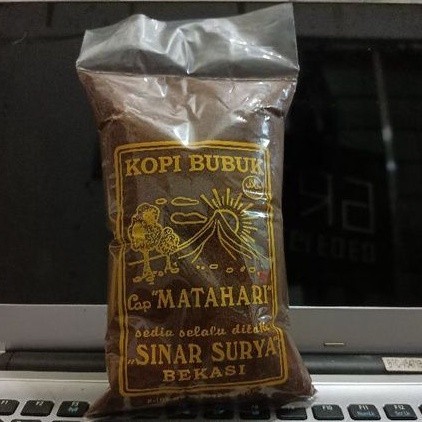 KOPI BUBUK
Cap "MATAHARI"
sedia selalu di
„SINAR SURYA"
BEKASI